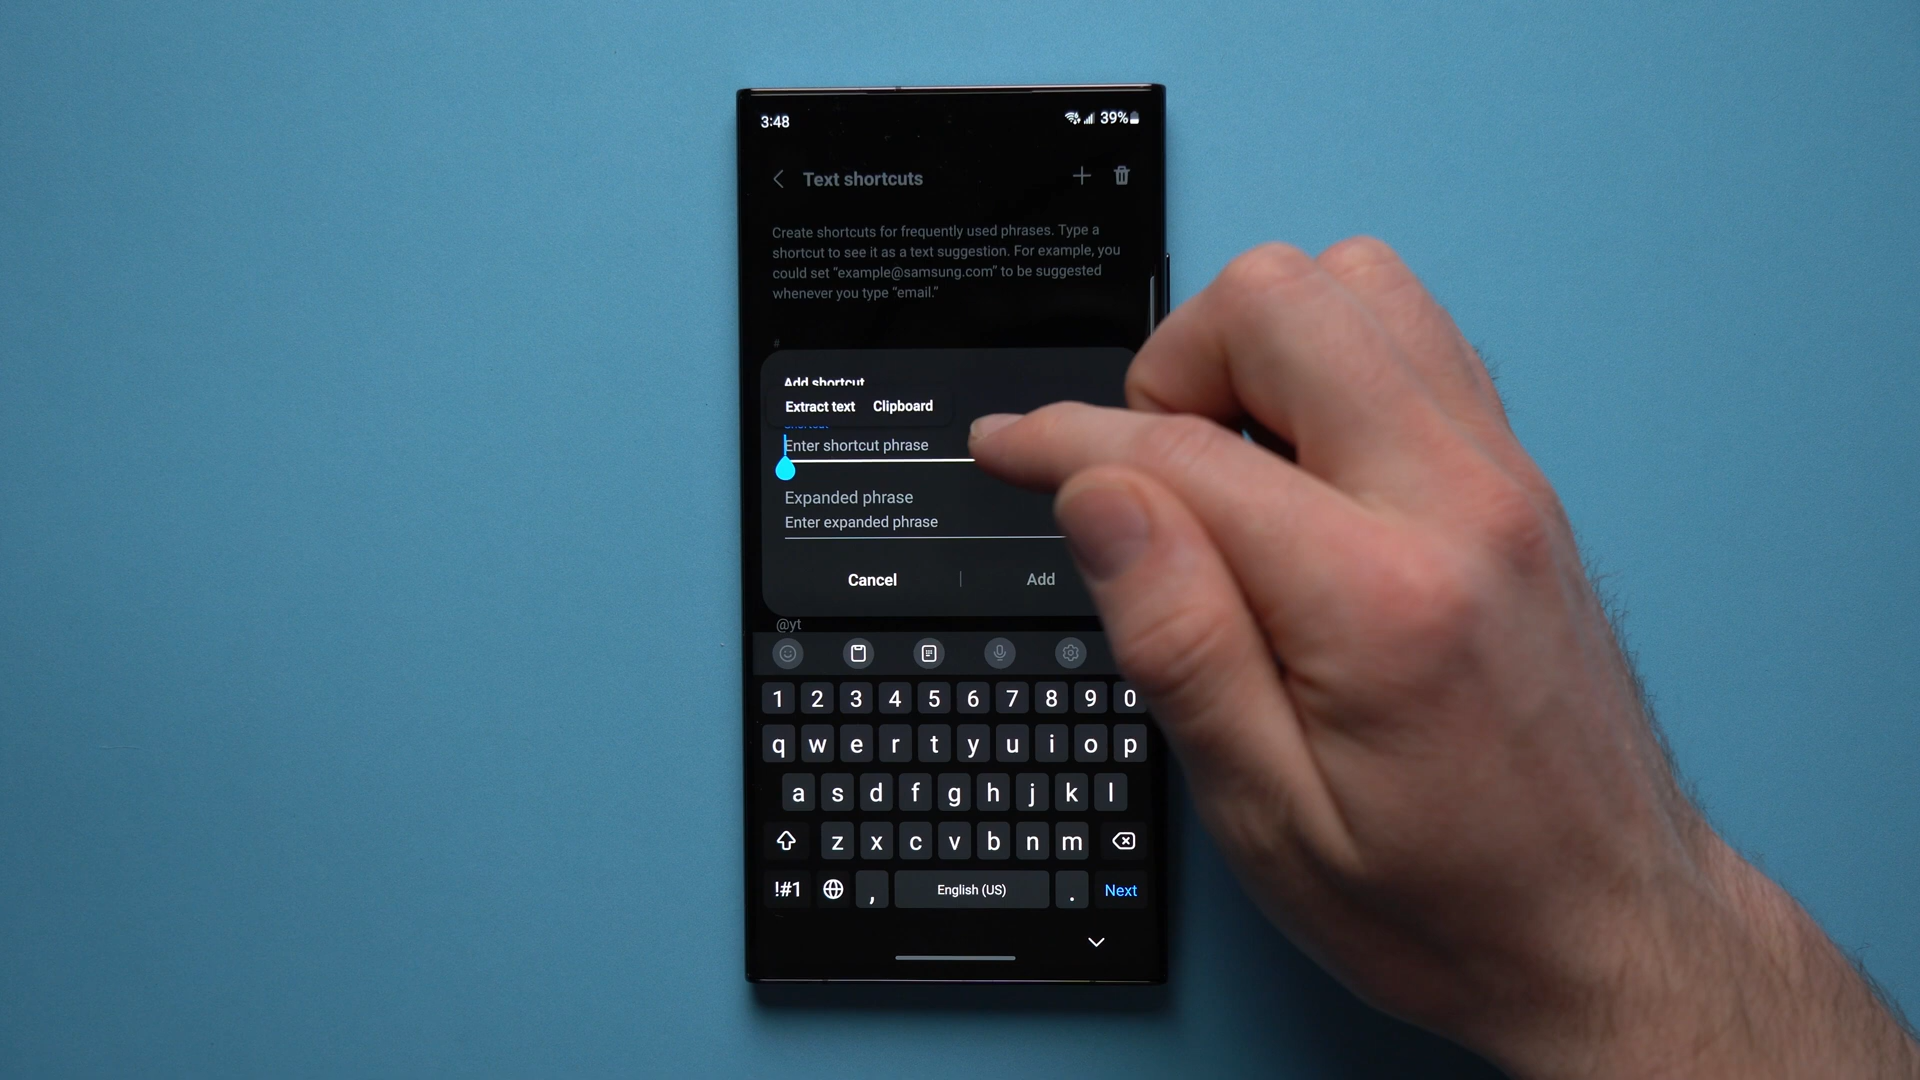 3:48
39%
Text shortcuts
Create shortcuts for frequently used phrases. Type a
shortcut to see it as a text suggestion. For example, you
could set “example@samsung.com” to be suggested
whenever you type “email.”
#
Add shortcut
Extract text Clipboard
Shortcut
Enter shortcut phrase
Expanded phrase
Enter expanded phrase
Cancel Add
@yt
1 2 3 4 5 6 7 8 9 0
q w e r t y u i o p
a s d f g h j k l
z x c v b n m
!#1 , English (US) . Next